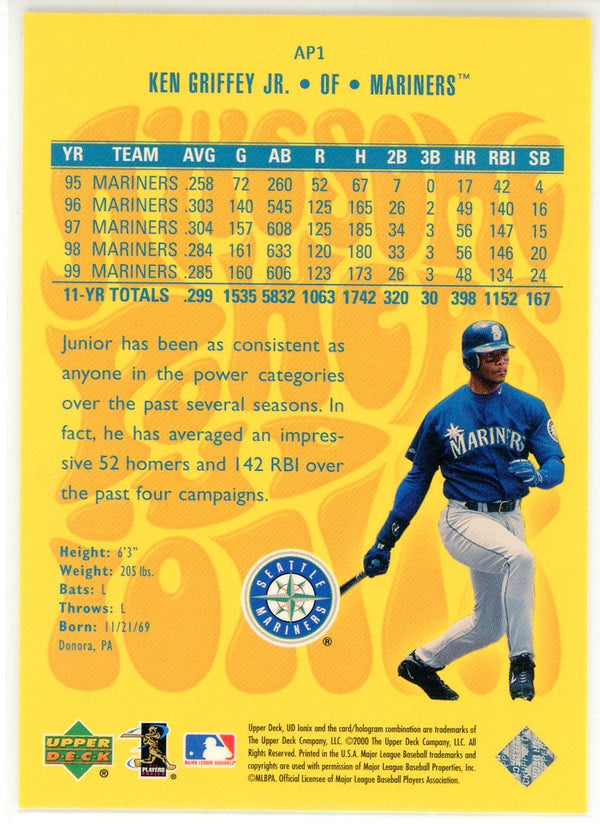 AP1
KEN GRIFFEY JR. • OF • MARINERS™
YR TEAM AVG G AB R H 2B 3B HR RBI SB
95 MARINERS .258 72 260 52 67 7 0 17 42 4
96 MARINERS .303 140 545 125 165 26 2 49 140 16
97 MARINERS .304 157 608 125 185 34 3 56 147 15
98 MARINERS .284 161 633 120 180 33 3 56 146 20
99 MARINERS .285 160 606 123 173 26 3 48 134 24
11-YR TOTALS .299 1535 5832 1063 1742 320 30 398 1152 167
Junior has been as consistent as
anyone in the power categories
over the past several seasons. In
fact, he has averaged an impres-
sive 52 homers and 142 RBI over
the past four campaigns.
MARINERS
Height: 6'3"
Weight: 205 lbs.
Bats: L
Throws: L
Born: 11/21/69
Donora, PA
SEATTLE
MARINERS
®
Upper Deck, UD Ionix and the card/hologram combination are trademarks of
The Upper Deck Company, LLC. ©2000 The Upper Deck Company, LLC. All
Rights Reserved. Printed in the U.S.A. Major League Baseball trademarks and
copyrights are used with permission of Major League Baseball Properties, Inc.
©MLBPA. Official Licensee of Major League Baseball Players Association.
UPPER
DECK
®
PLAYERS
CHOICE
®
MAJOR LEAGUE BASEBALL